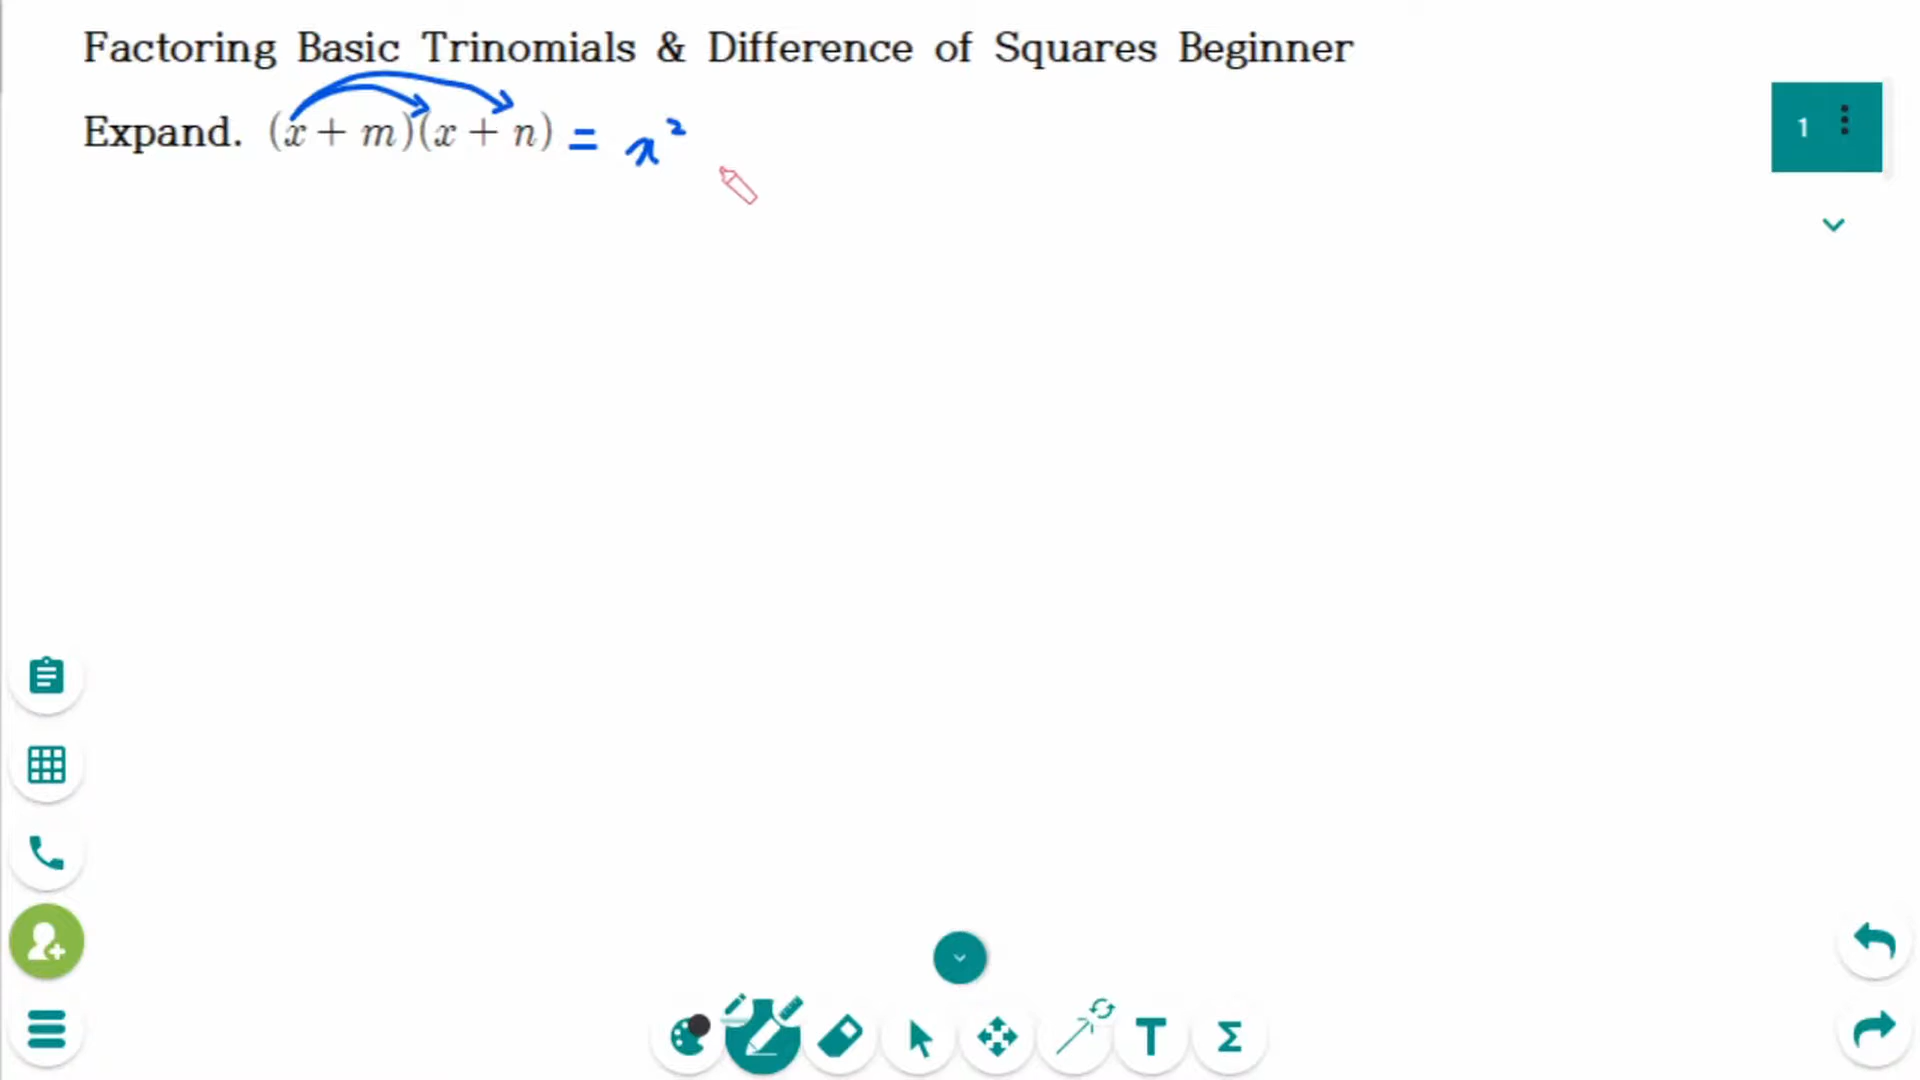 Factoring Basic Trinomials & Difference of Squares Beginner
Expand. (x + m)(x + n) = x²
1
T
Σ